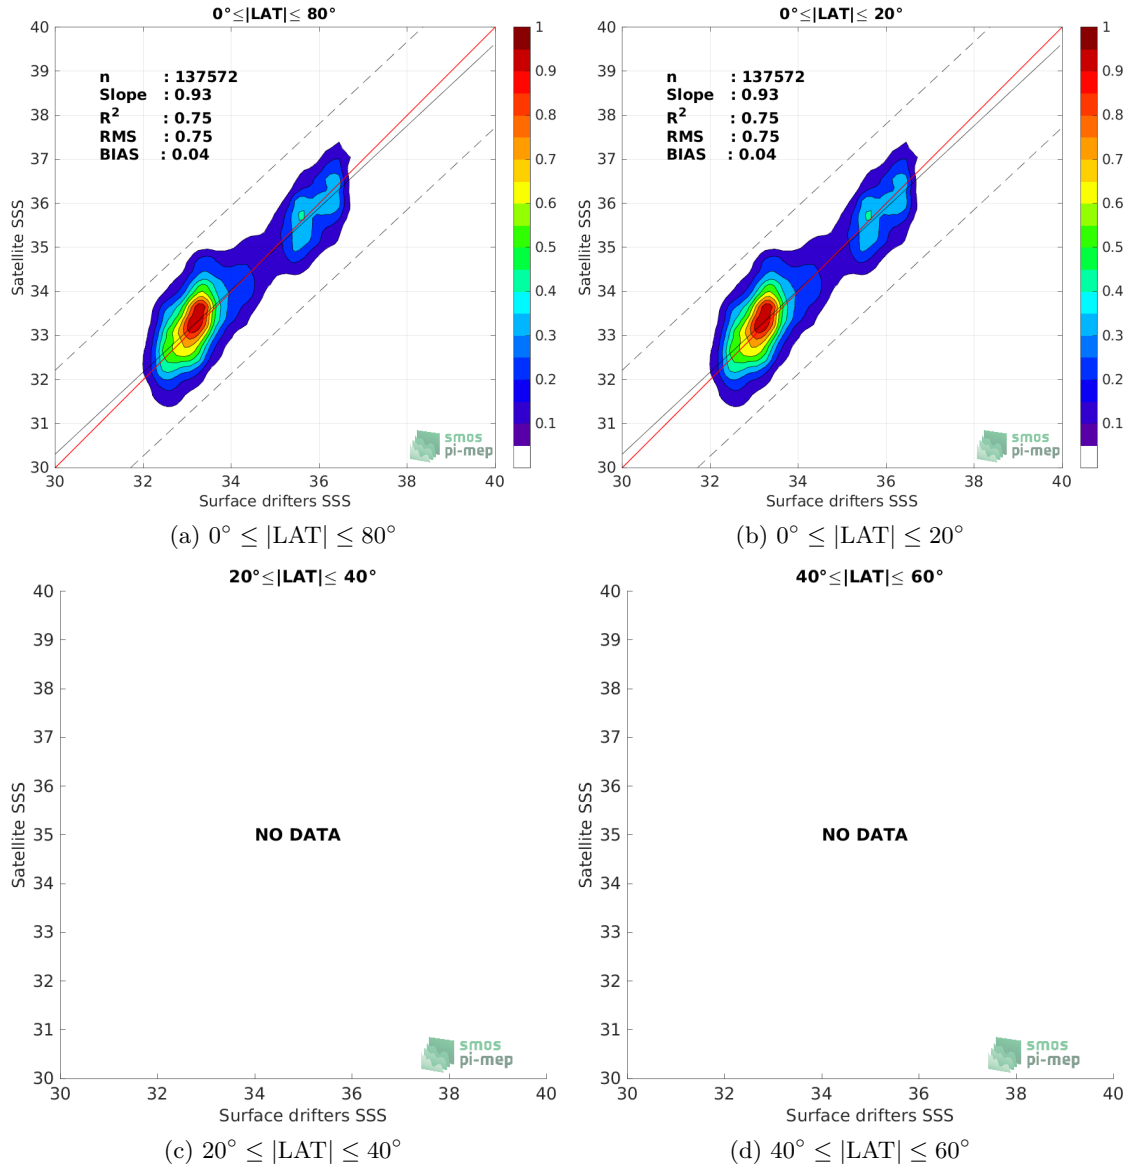 0°≤|LAT|≤ 80°
n : 137572
Slope : 0.93
R² : 0.75
RMS : 0.75
BIAS : 0.04
Satellite SSS
40
39
38
37
36
35
34
33
32
31
30
30 32 34 36 38 40
Surface drifters SSS
1
0.9
0.8
0.7
0.6
0.5
0.4
0.3
0.2
0.1
smos
pi-mep
(a) 0° ≤ |LAT| ≤ 80°
0°≤|LAT|≤ 20°
n : 137572
Slope : 0.93
R² : 0.75
RMS : 0.75
BIAS : 0.04
Satellite SSS
40
39
38
37
36
35
34
33
32
31
30
30 32 34 36 38 40
Surface drifters SSS
1
0.9
0.8
0.7
0.6
0.5
0.4
0.3
0.2
0.1
smos
pi-mep
(b) 0° ≤ |LAT| ≤ 20°
20°≤|LAT|≤ 40°
Satellite SSS
40
39
38
37
36
35
34
33
32
31
30
NO DATA
30 32 34 36 38 40
Surface drifters SSS
smos
pi-mep
(c) 20° ≤ |LAT| ≤ 40°
40°≤|LAT|≤ 60°
Satellite SSS
40
39
38
37
36
35
34
33
32
31
30
NO DATA
30 32 34 36 38 40
Surface drifters SSS
smos
pi-mep
(d) 40° ≤ |LAT| ≤ 60°